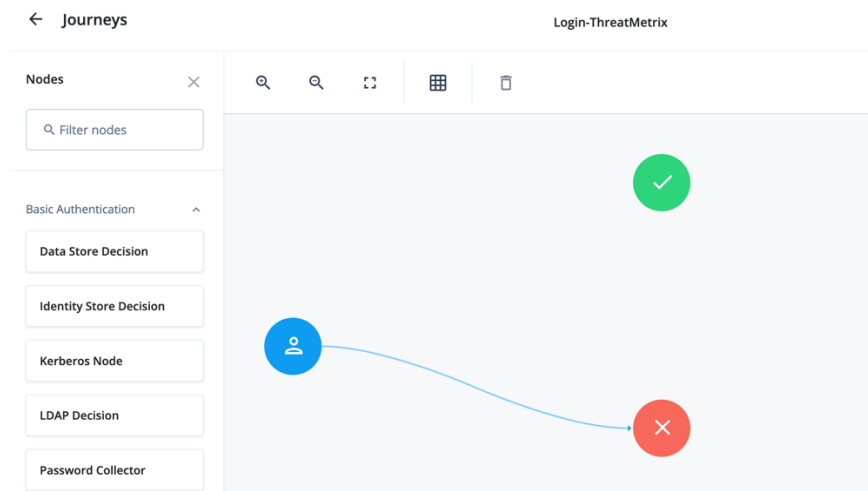 Journeys
Login-ThreatMetrix
Nodes
Filter nodes
Basic Authentication
Data Store Decision
Identity Store Decision
Kerberos Node
LDAP Decision
Password Collector